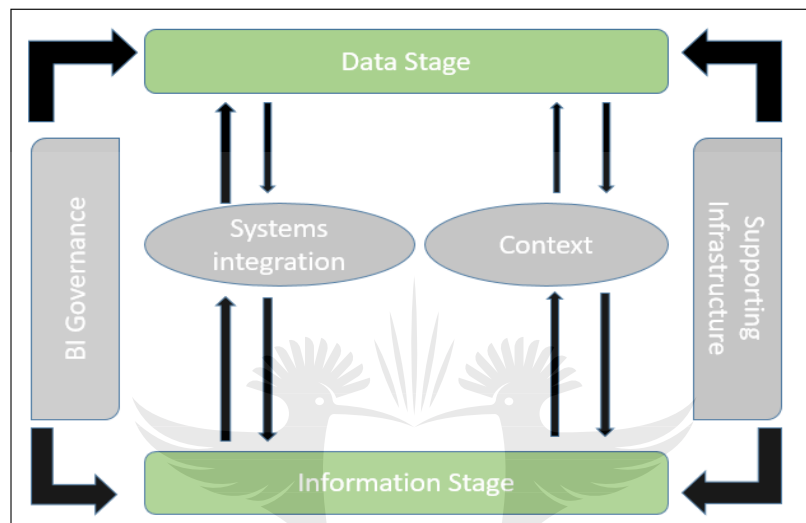 Data Stage
BI Governance
Systems
integration
Context
Supporting
Infrastructure
Information Stage